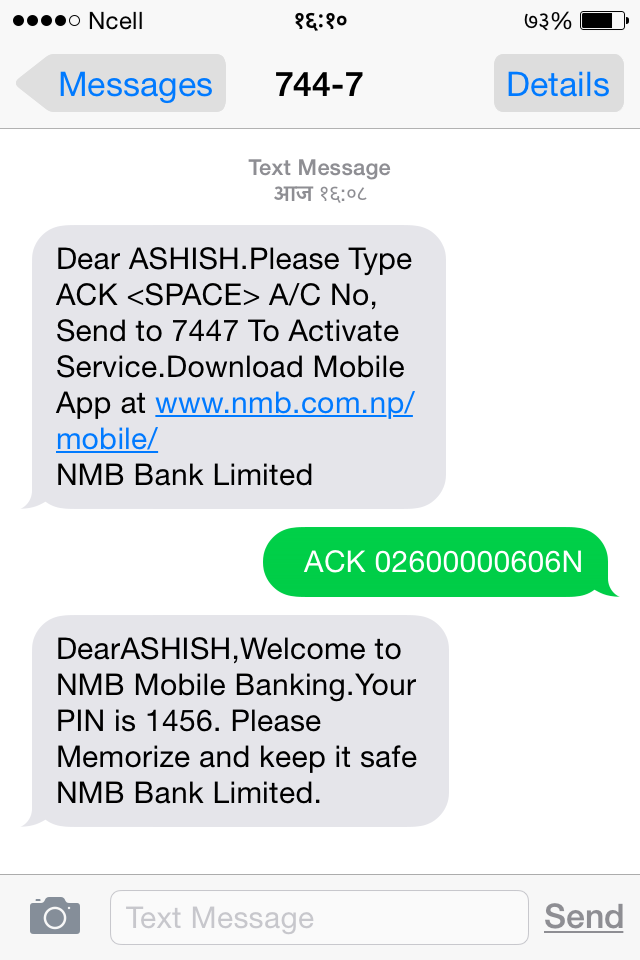 Ncell १६:१० ७३%
Messages 744-7 Details
Text Message
आज १६:०८
Dear ASHISH.Please Type
ACK <SPACE> A/C No,
Send to 7447 To Activate
Service.Download Mobile
App at www.nmb.com.np/
mobile/
NMB Bank Limited
ACK 02600000606N
DearASHISH,Welcome to
NMB Mobile Banking.Your
PIN is 1456. Please
Memorize and keep it safe
NMB Bank Limited.
Text Message Send